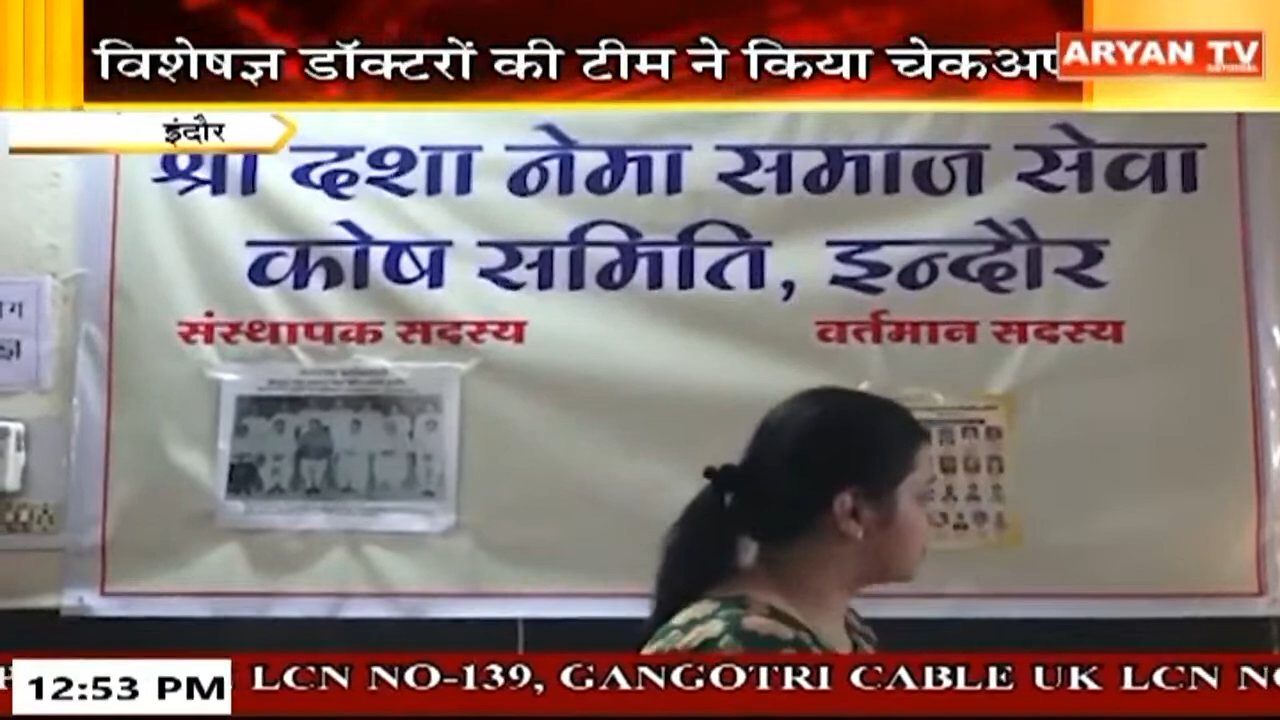 विशेषज्ञ डॉक्टरों की टीम ने किया चेकअप
ARYAN TV
इंदौर
श्री दशा नेमा समाज सेवा
कोष समिति, इन्दौर
संस्थापक सदस्य
वर्तमान सदस्य
12:53 PM
LCN NO-139, GANGOTRI CABLE UK LCN